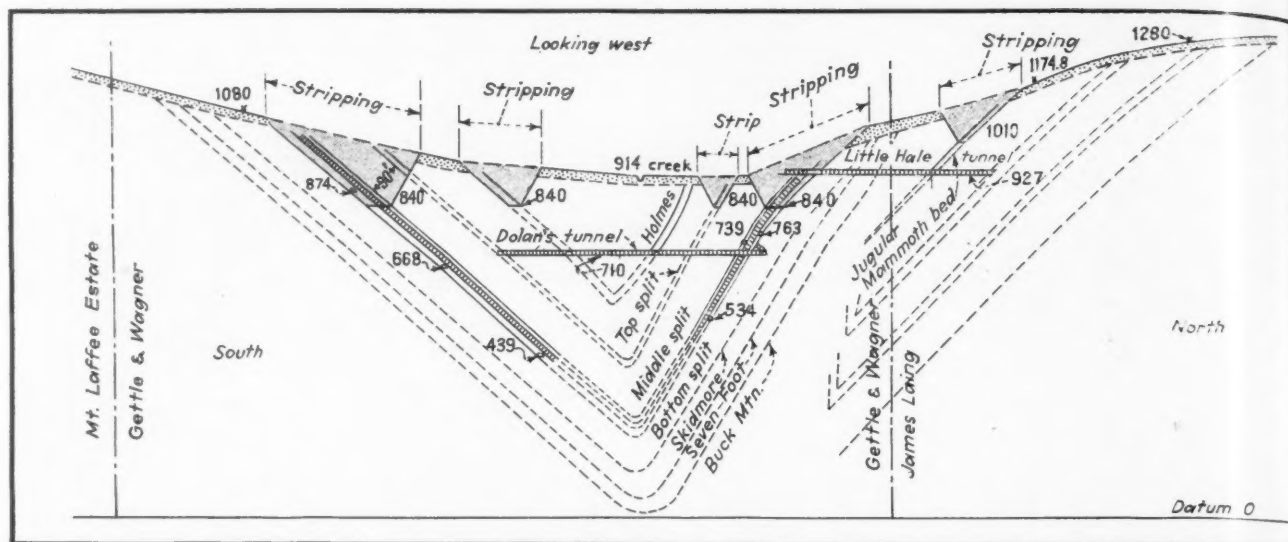 Looking west
Stripping
1280
1174.8
1080
Stripping
Stripping
Stripping
Strip
914 creek
1010
Little Hale tunnel
927
874
840
840
840
840
Holmes
739
763
Dolan's tunnel
710
668
Jugular
Mammoth bed
Top split
534
439
Middle split
Bottom split
Skidmore
Seven Foot
Buck Mtn.
South
North
Mt. Laffee Estate
Gettle & Wagner
Gettle & Wagner
James Laing
Datum 0